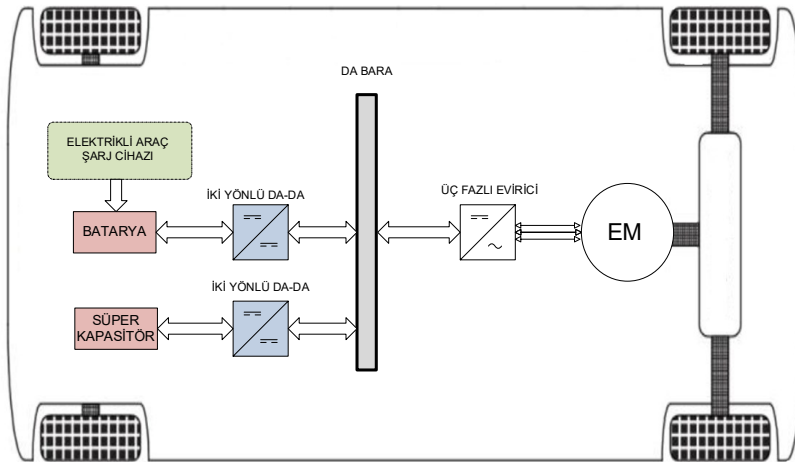 DA BARA
ELEKTRİKLİ ARAÇ
ŞARJ CİHAZI
İKİ YÖNLÜ DA-DA
ÜÇ FAZLI EVİRİCİ
BATARYA
EM
İKİ YÖNLÜ DA-DA
SÜPER
KAPASİTÖR